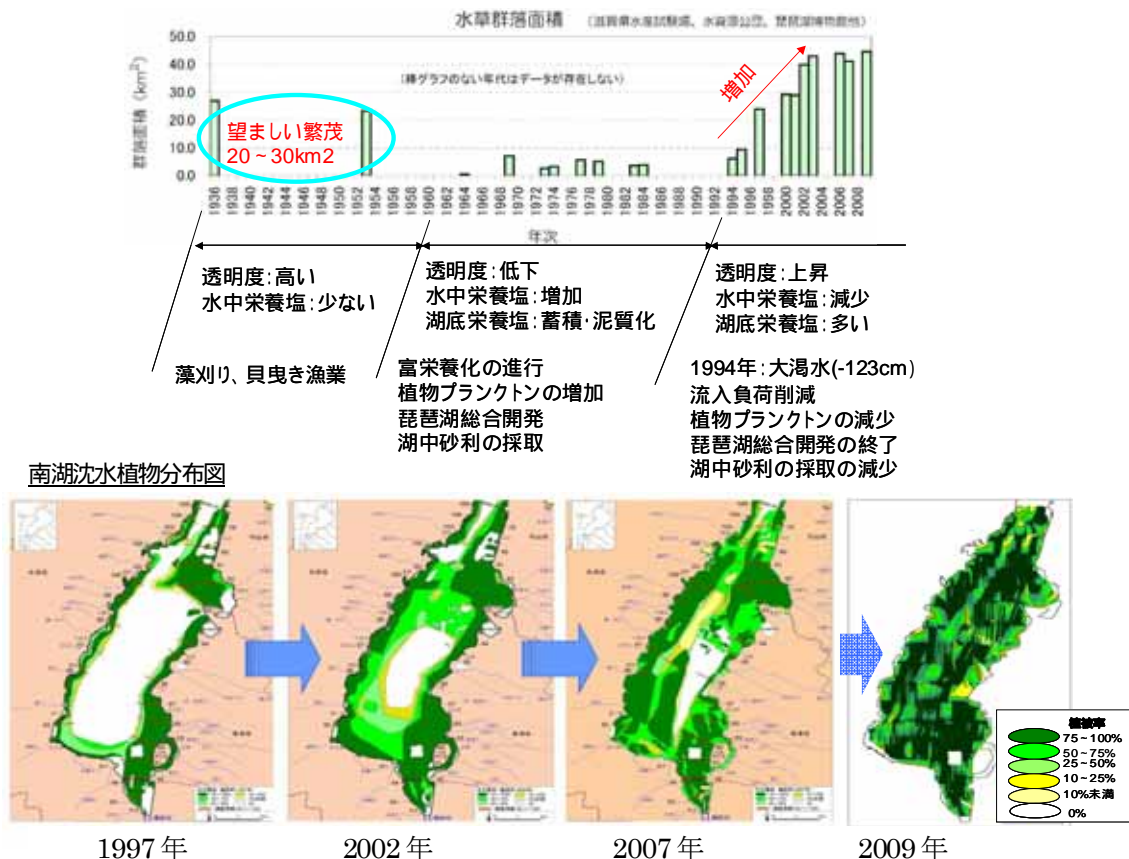 水草群落面積 (滋賀県水産試験場、水資源公団、琵琶湖博物館他)
群落面積 (km²)
50.0
40.0
30.0
20.0
10.0
0.0
(棒グラフのない年代はデータが存在しない)
増加
望ましい繁茂
20~30km2
1936 1938 1940 1942 1944 1946 1948 1950 1952 1954 1956 1958 1960 1962 1964 1966 1968 1970 1972 1974 1976 1978 1980 1982 1984 1986 1988 1990 1992 1994 1996 1998 2000 2002 2004 2006 2008
年次
透明度:高い
水中栄養塩:少ない
藻刈り、貝曳き漁業
透明度:低下
水中栄養塩:増加
湖底栄養塩:蓄積・泥質化
富栄養化の進行
植物プランクトンの増加
琵琶湖総合開発
湖中砂利の採取
透明度:上昇
水中栄養塩:減少
湖底栄養塩:多い
1994年:大渇水(-123cm)
流入負荷削減
植物プランクトンの減少
琵琶湖総合開発の終了
湖中砂利の採取の減少
南湖沈水植物分布図
植被率
75~100%
50~75%
25~50%
10~25%
10%未満
0%
1997年
2002年
2007年
2009年